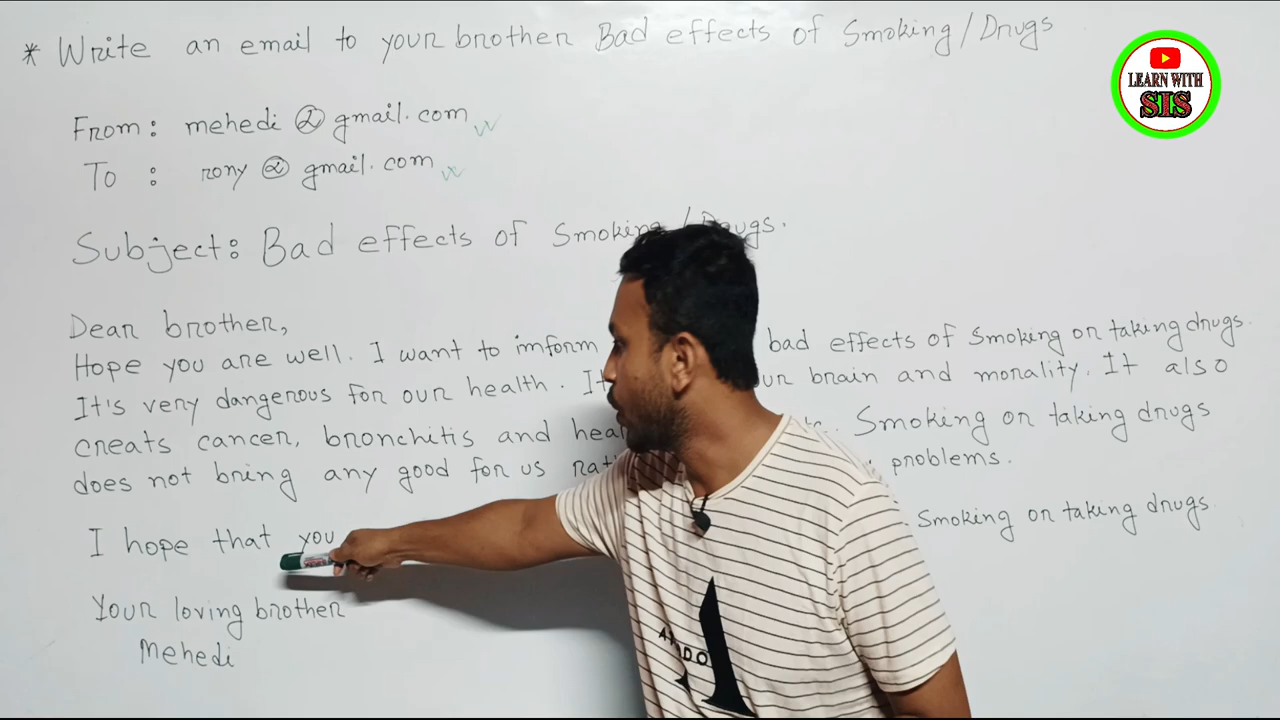 * Write an email to your brother Bad effects of Smoking/Drugs
LEARN WITH
SIS
From: mehedi @ gmail.com
To : rony @ gmail.com
Subject: Bad effects of Smoking/Drugs.
Dear brother,
Hope you are well. I want to imform bad effects of Smoking or taking drugs.
It's very dangerous for our health. It brain and morality. It also
creats cancer, bronchitis and Smoking or taking drugs
does not bring any good for us problems.
I hope that you Smoking or taking drugs.
Your loving brother
Mehedi